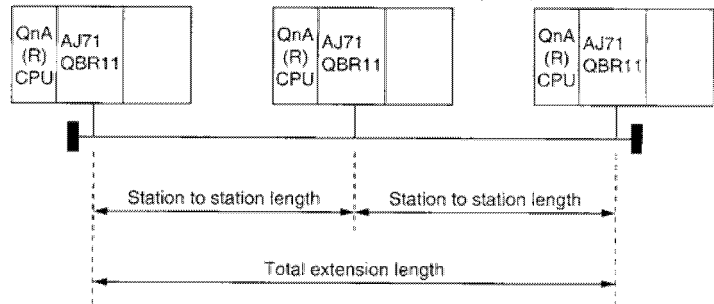 QnA
(R)
CPU
AJ71
QBR11
QnA
(R)
CPU
AJ71
QBR11
QnA
(R)
CPU
AJ71
QBR11
Station to station length
Station to station length
Total extension length